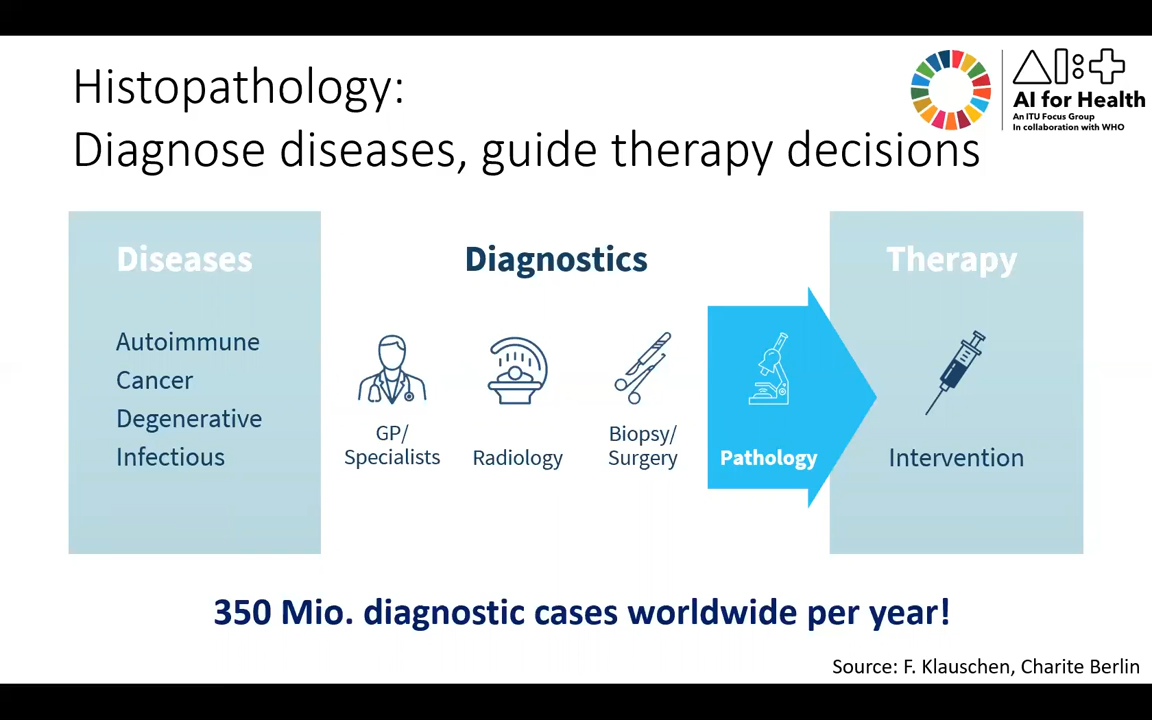 Histopathology:
Diagnose diseases, guide therapy decisions
AI for Health
An ITU Focus Group
In collaboration with WHO
Diseases
Autoimmune
Cancer
Degenerative
Infectious
Diagnostics
GP/
Specialists
Radiology
Biopsy/
Surgery
Pathology
Therapy
Intervention
350 Mio. diagnostic cases worldwide per year!
Source: F. Klauschen, Charite Berlin